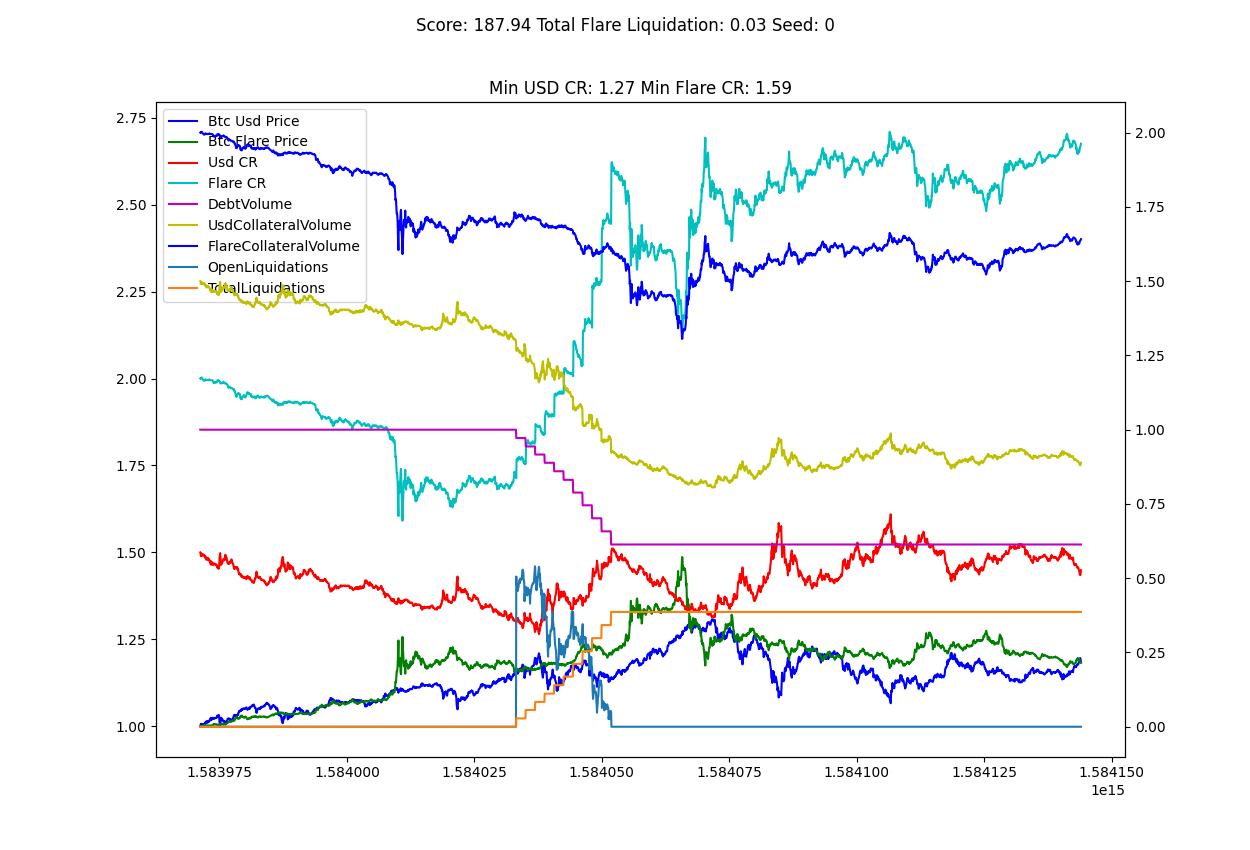 Score: 187.94 Total Flare Liquidation: 0.03 Seed: 0
Min USD CR: 1.27 Min Flare CR: 1.59
Btc Usd Price
Btc Flare Price
Usd CR
Flare CR
DebtVolume
UsdCollateralVolume
FlareCollateralVolume
OpenLiquidations
TotalLiquidations
2.75
2.50
2.25
2.00
1.75
1.50
1.25
1.00
2.00
1.75
1.50
1.25
1.00
0.75
0.50
0.25
0.00
1.583975 1.584000 1.584025 1.584050 1.584075 1.584100 1.584125 1.584150
1e15